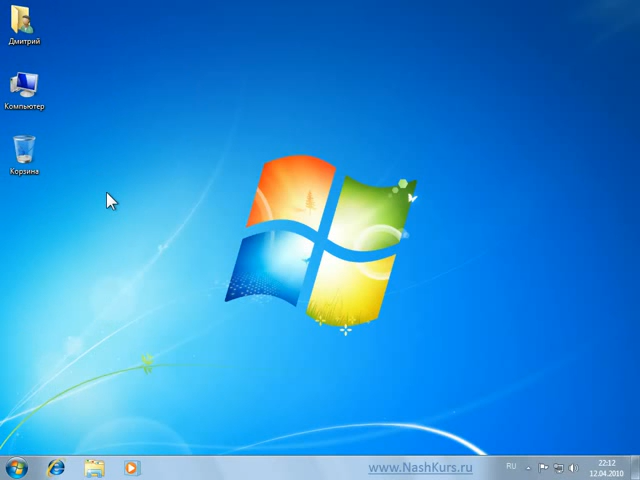 Дмитрий
Компьютер
Корзина
www.NashKurs.ru
RU
22:12
12.04.2010